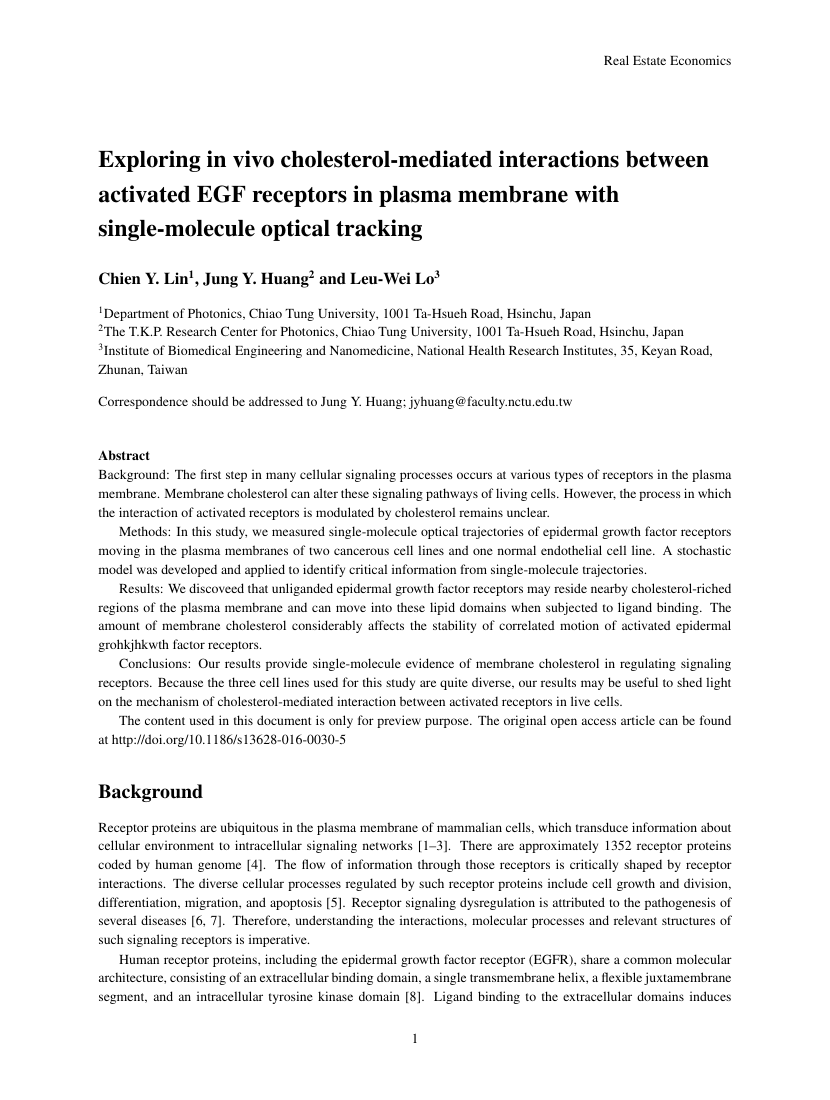 Real Estate Economics
Exploring in vivo cholesterol-mediated interactions between
activated EGF receptors in plasma membrane with
single-molecule optical tracking
Chien Y. Lin1, Jung Y. Huang2 and Leu-Wei Lo3
1Department of Photonics, Chiao Tung University, 1001 Ta-Hsueh Road, Hsinchu, Japan
2The T.K.P. Research Center for Photonics, Chiao Tung University, 1001 Ta-Hsueh Road, Hsinchu, Japan
3Institute of Biomedical Engineering and Nanomedicine, National Health Research Institutes, 35, Keyan Road,
Zhunan, Taiwan
Correspondence should be addressed to Jung Y. Huang; jyhuang@faculty.nctu.edu.tw
Abstract
Background: The first step in many cellular signaling processes occurs at various types of receptors in the plasma
membrane. Membrane cholesterol can alter these signaling pathways of living cells. However, the process in which
the interaction of activated receptors is modulated by cholesterol remains unclear.
Methods: In this study, we measured single-molecule optical trajectories of epidermal growth factor receptors
moving in the plasma membranes of two cancerous cell lines and one normal endothelial cell line. A stochastic
model was developed and applied to identify critical information from single-molecule trajectories.
Results: We discoveed that unliganded epidermal growth factor receptors may reside nearby cholesterol-riched
regions of the plasma membrane and can move into these lipid domains when subjected to ligand binding. The
amount of membrane cholesterol considerably affects the stability of correlated motion of activated epidermal
grohkjhkwth factor receptors.
Conclusions: Our results provide single-molecule evidence of membrane cholesterol in regulating signaling
receptors. Because the three cell lines used for this study are quite diverse, our results may be useful to shed light
on the mechanism of cholesterol-mediated interaction between activated receptors in live cells.
The content used in this document is only for preview purpose. The original open access article can be found
at http://doi.org/10.1186/s13628-016-0030-5
Background
Receptor proteins are ubiquitous in the plasma membrane of mammalian cells, which transduce information about
cellular environment to intracellular signaling networks [1–3]. There are approximately 1352 receptor proteins
coded by human genome [4]. The flow of information through those receptors is critically shaped by receptor
interactions. The diverse cellular processes regulated by such receptor proteins include cell growth and division,
differentiation, migration, and apoptosis [5]. Receptor signaling dysregulation is attributed to the pathogenesis of
several diseases [6, 7]. Therefore, understanding the interactions, molecular processes and relevant structures of
such signaling receptors is imperative.
Human receptor proteins, including the epidermal growth factor receptor (EGFR), share a common molecular
architecture, consisting of an extracellular binding domain, a single transmembrane helix, a flexible juxtamembrane
segment, and an intracellular tyrosine kinase domain [8]. Ligand binding to the extracellular domains induces
1